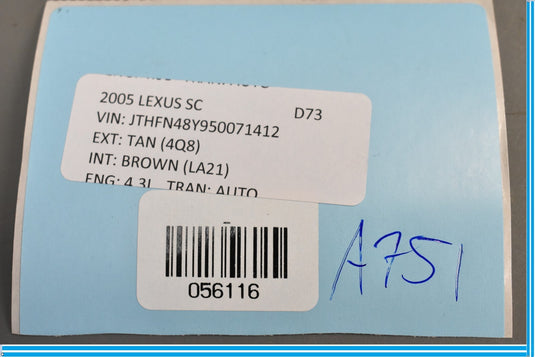 2005 LEXUS SC D73
VIN: JTHFN48Y950071412
EXT: TAN (4Q8)
INT: BROWN (LA21)
ENG: 4.3L TRAN: AUTO
056116
A751